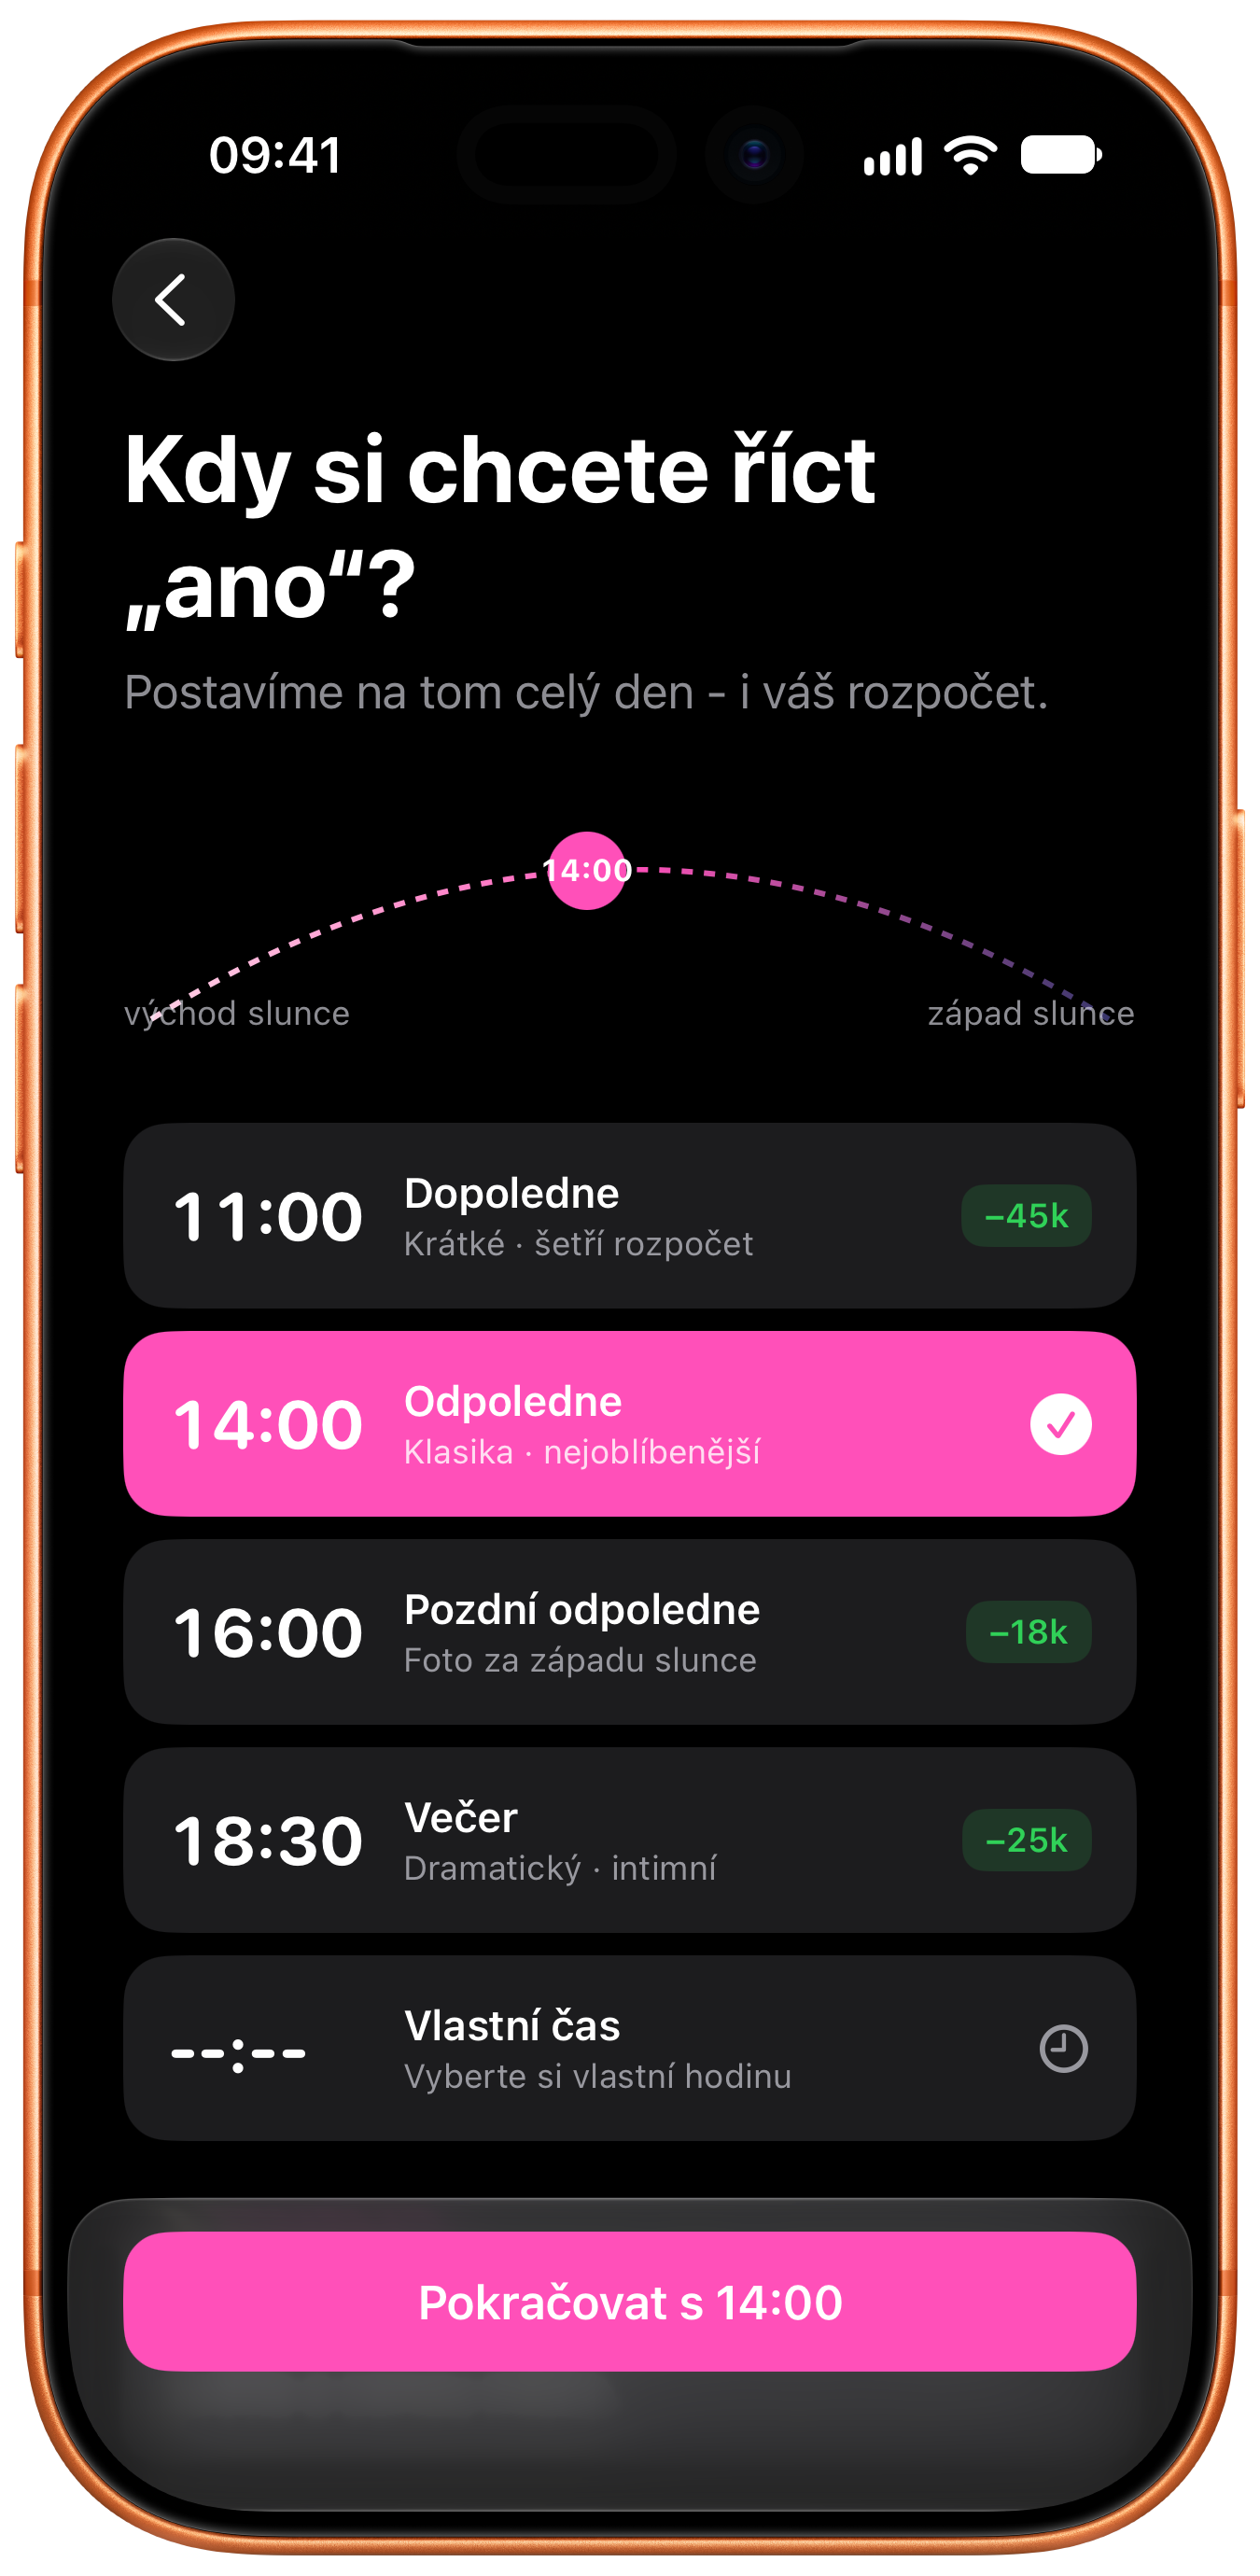 09:41
Kdy si chcete říct
„ano“?
Postavíme na tom celý den - i váš rozpočet.
14:00
východ slunce
západ slunce
11:00
Dopoledne
Krátké · šetří rozpočet
–45k
14:00
Odpoledne
Klasika · nejoblíbenější
16:00
Pozdní odpoledne
Foto za západu slunce
–18k
18:30
Večer
Dramatický · intimní
–25k
--:--
Vlastní čas
Vyberte si vlastní hodinu
Pokračovat s 14:00